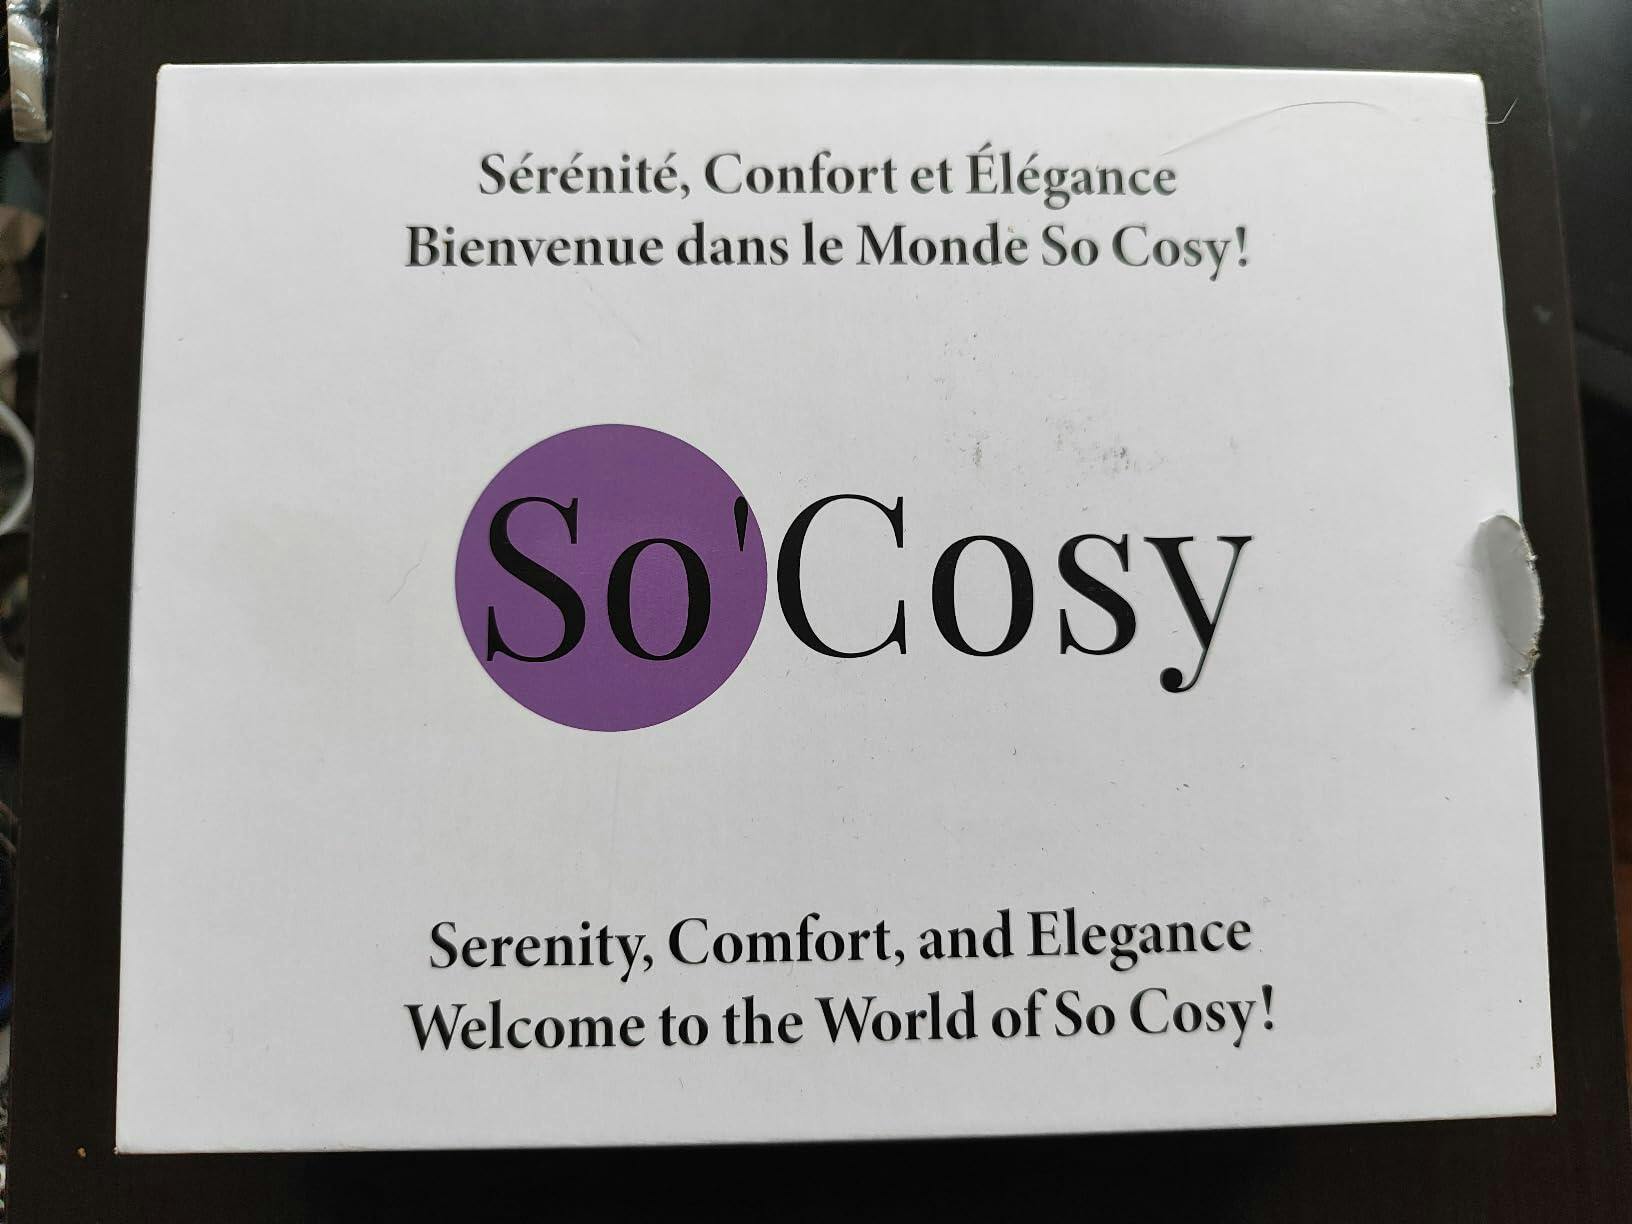 Sérénité, Confort et Élégance
Bienvenue dans le Monde So Cosy!
So'Cosy
Serenity, Comfort, and Elegance
Welcome to the World of So Cosy!